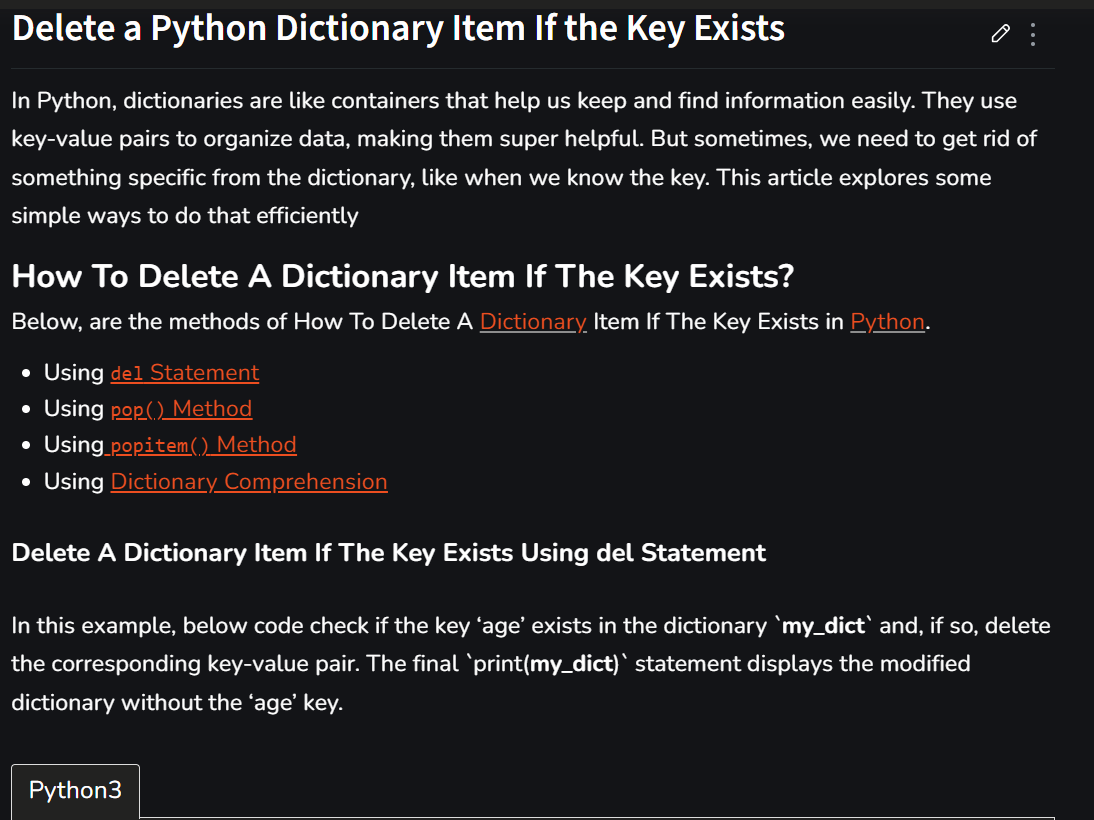 Delete a Python Dictionary Item If the Key Exists
In Python, dictionaries are like containers that help us keep and find information easily. They use
key-value pairs to organize data, making them super helpful. But sometimes, we need to get rid of
something specific from the dictionary, like when we know the key. This article explores some
simple ways to do that efficiently
How To Delete A Dictionary Item If The Key Exists?
Below, are the methods of How To Delete A Dictionary Item If The Key Exists in Python.
• Using del Statement
• Using pop() Method
• Using popitem() Method
• Using Dictionary Comprehension
Delete A Dictionary Item If The Key Exists Using del Statement
In this example, below code check if the key ‘age’ exists in the dictionary `my_dict` and, if so, delete
the corresponding key-value pair. The final `print(my_dict)` statement displays the modified
dictionary without the ‘age’ key.
Python3